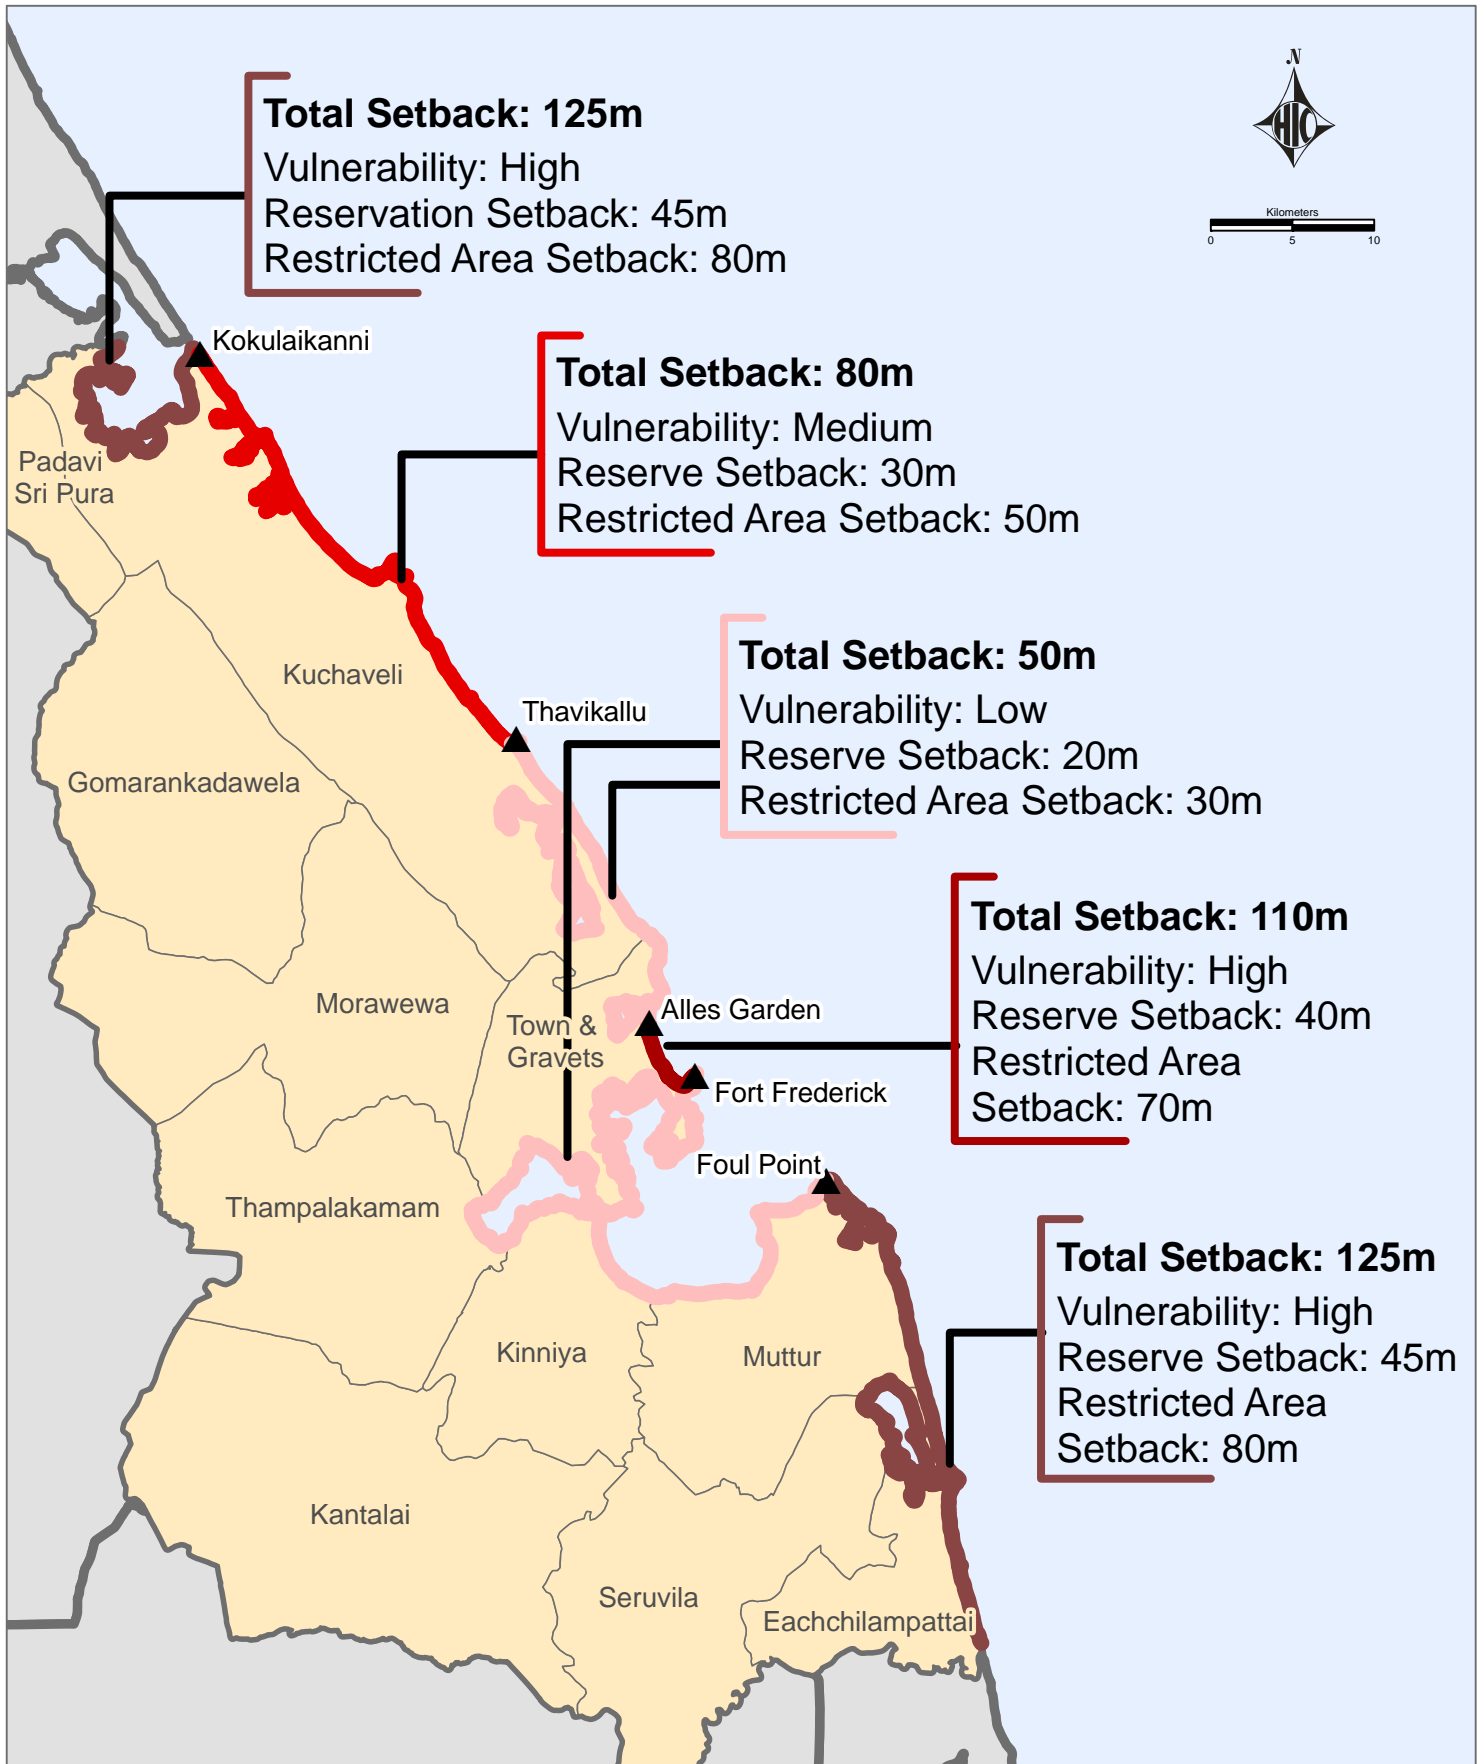 N
HIC
Kilometers
0 5 10
Total Setback: 125m
Vulnerability: High
Reservation Setback: 45m
Restricted Area Setback: 80m
Kokulaikanni
Total Setback: 80m
Vulnerability: Medium
Reserve Setback: 30m
Restricted Area Setback: 50m
Padavi
Sri Pura
Kuchaveli
Total Setback: 50m
Vulnerability: Low
Reserve Setback: 20m
Restricted Area Setback: 30m
Thavikallu
Gomarankadawela
Total Setback: 110m
Vulnerability: High
Reserve Setback: 40m
Restricted Area
Setback: 70m
Morawewa
Town &
Gravets
Alles Garden
Fort Frederick
Foul Point
Thampalakamam
Total Setback: 125m
Vulnerability: High
Reserve Setback: 45m
Restricted Area
Setback: 80m
Kinniya
Muttur
Kantalai
Seruvila
Eachchilampattai